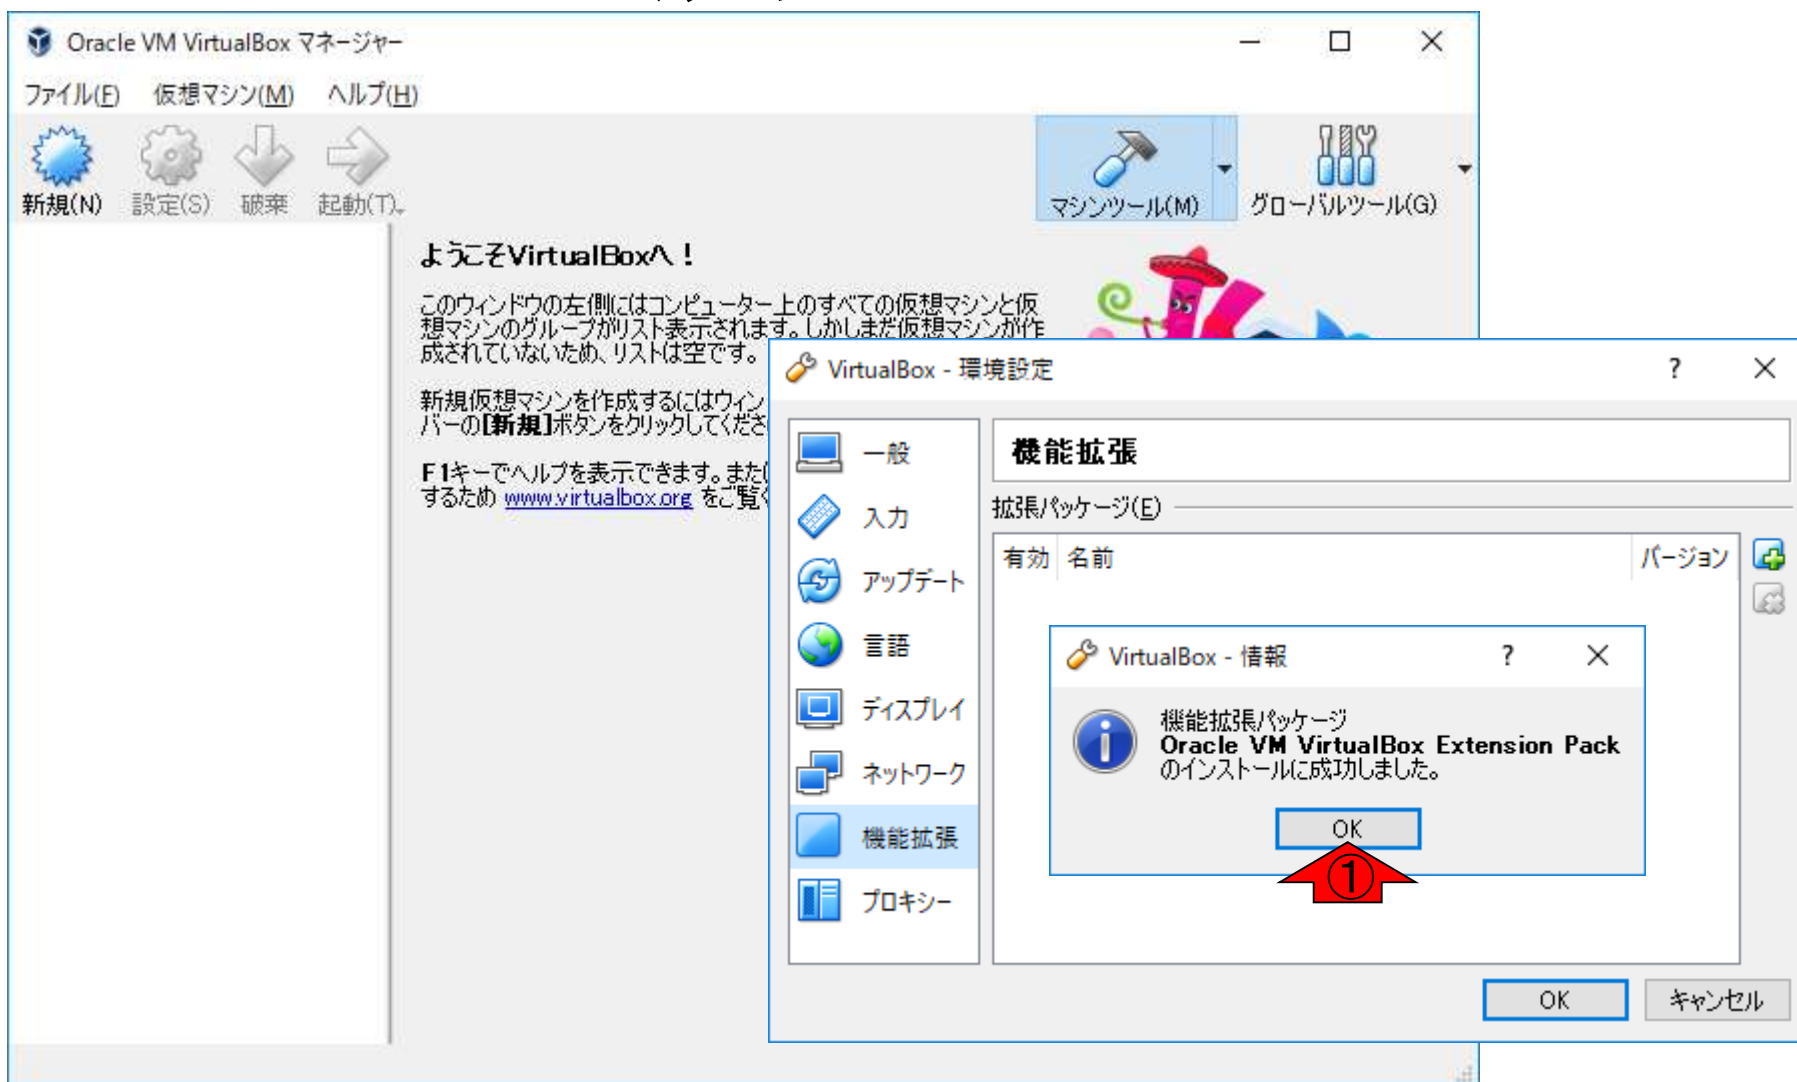 Oracle VM VirtualBox マネージャー
ファイル(F) 仮想マシン(M) ヘルプ(H)
新規(N) 設定(S) 破棄 起動(T)
マシンツール(M) グローバルツール(G)
ようこそVirtualBoxへ！
このウィンドウの左側にはコンピューター上のすべての仮想マシンと仮
想マシンのグループがリスト表示されます。しかしまだ仮想マシンが作
成されていないため、リストは空です。
新規仮想マシンを作成するにはウィン
バーの[新規]ボタンをクリックしてくださ
F1キーでヘルプを表示できます。また
するため www.virtualbox.org をご覧
VirtualBox - 環境設定
一般
入力
アップデート
言語
ディスプレイ
ネットワーク
機能拡張
プロキシー
機能拡張
拡張パッケージ(E)
有効 名前 バージョン
VirtualBox - 情報
機能拡張パッケージ
Oracle VM VirtualBox Extension Pack
のインストールに成功しました。
OK
①
OK キャンセル